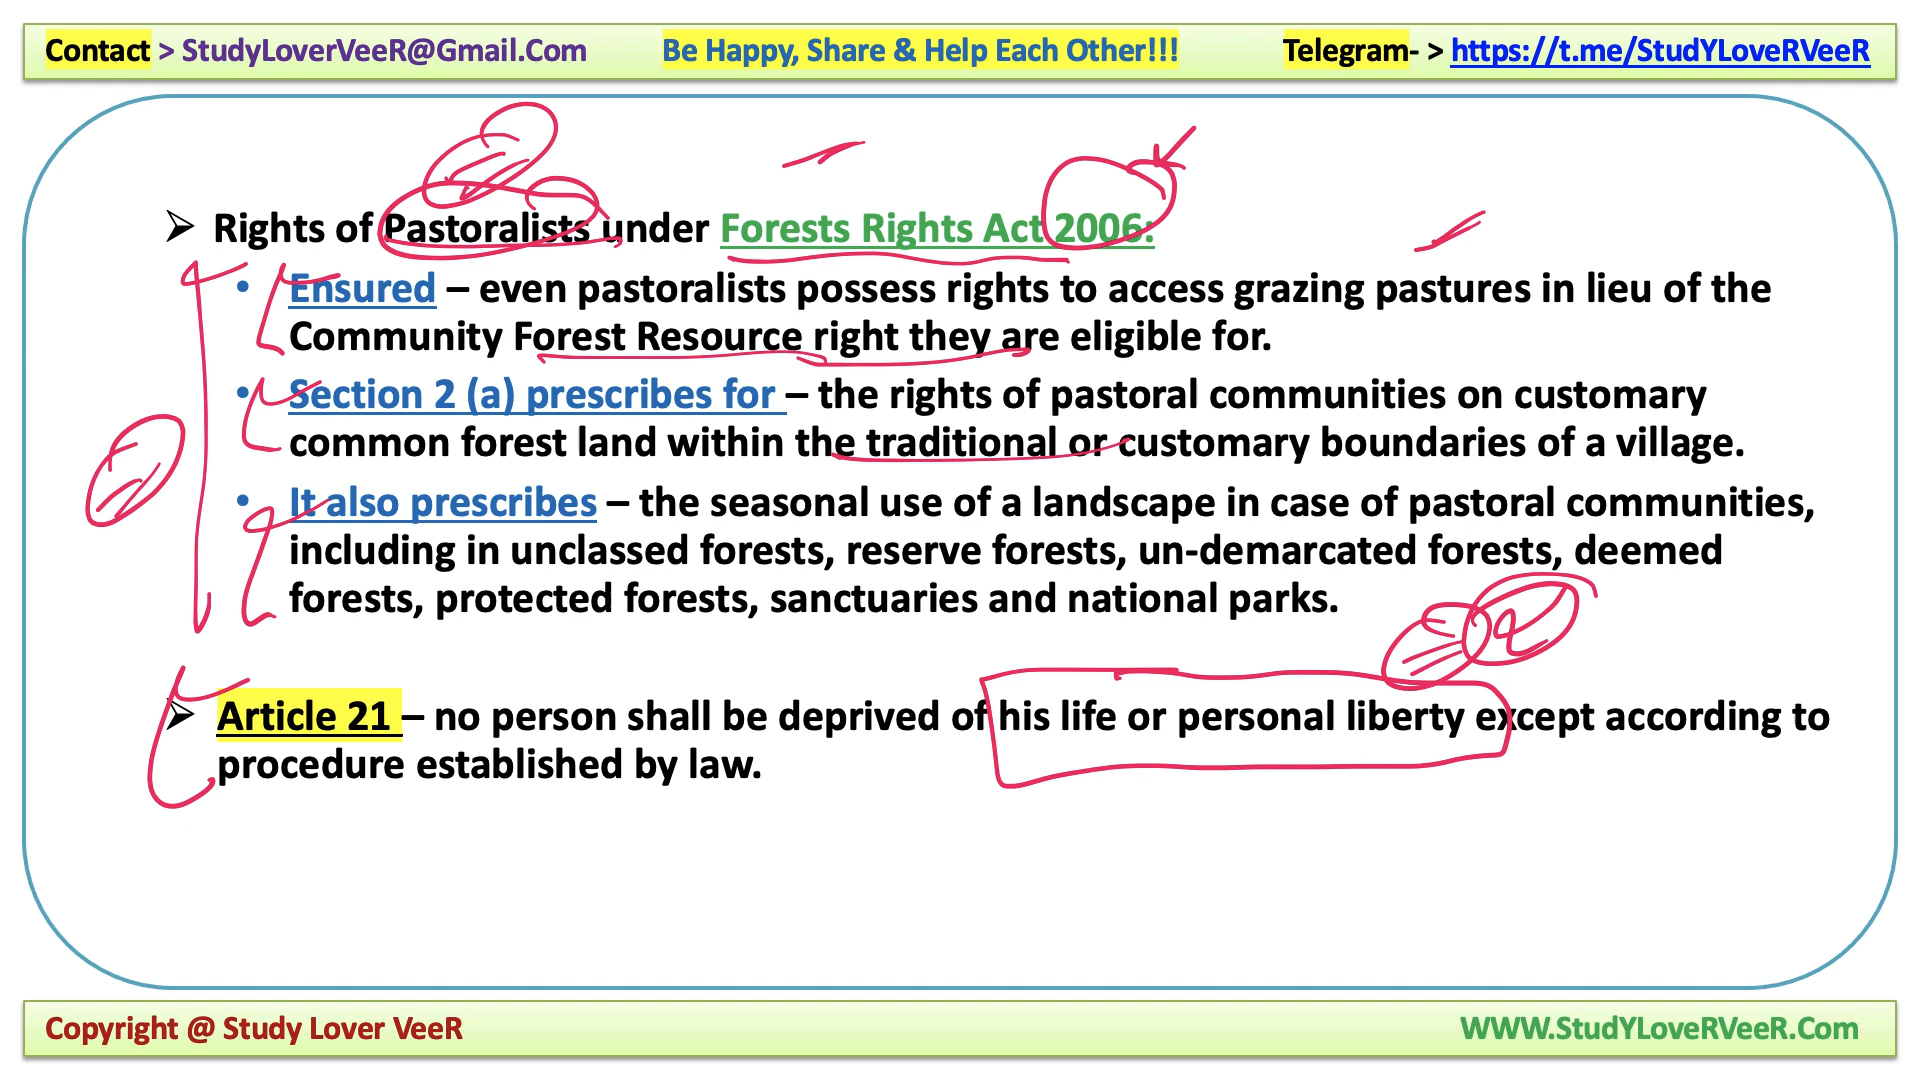 Contact > StudyLoverVeeR@Gmail.Com Be Happy, Share & Help Each Other!!! Telegram- > https://t.me/StudYLoveRVeeR
➢ Rights of Pastoralists under Forests Rights Act 2006:
• Ensured – even pastoralists possess rights to access grazing pastures in lieu of the
Community Forest Resource right they are eligible for.
• Section 2 (a) prescribes for – the rights of pastoral communities on customary
common forest land within the traditional or customary boundaries of a village.
• It also prescribes – the seasonal use of a landscape in case of pastoral communities,
including in unclassed forests, reserve forests, un-demarcated forests, deemed
forests, protected forests, sanctuaries and national parks.
➢ Article 21 – no person shall be deprived of his life or personal liberty except according to
procedure established by law.
Copyright @ Study Lover VeeR WWW.StudYLoveRVeeR.Com